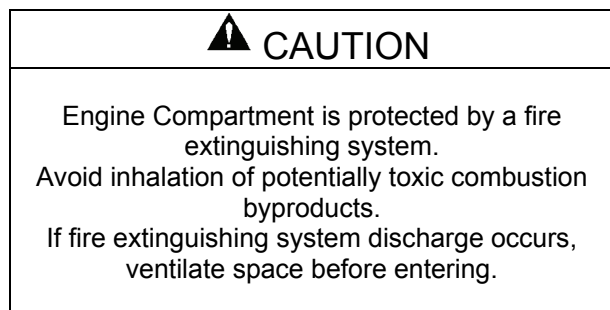 CAUTION
Engine Compartment is protected by a fire
extinguishing system.
Avoid inhalation of potentially toxic combustion
byproducts.
If fire extinguishing system discharge occurs,
ventilate space before entering.